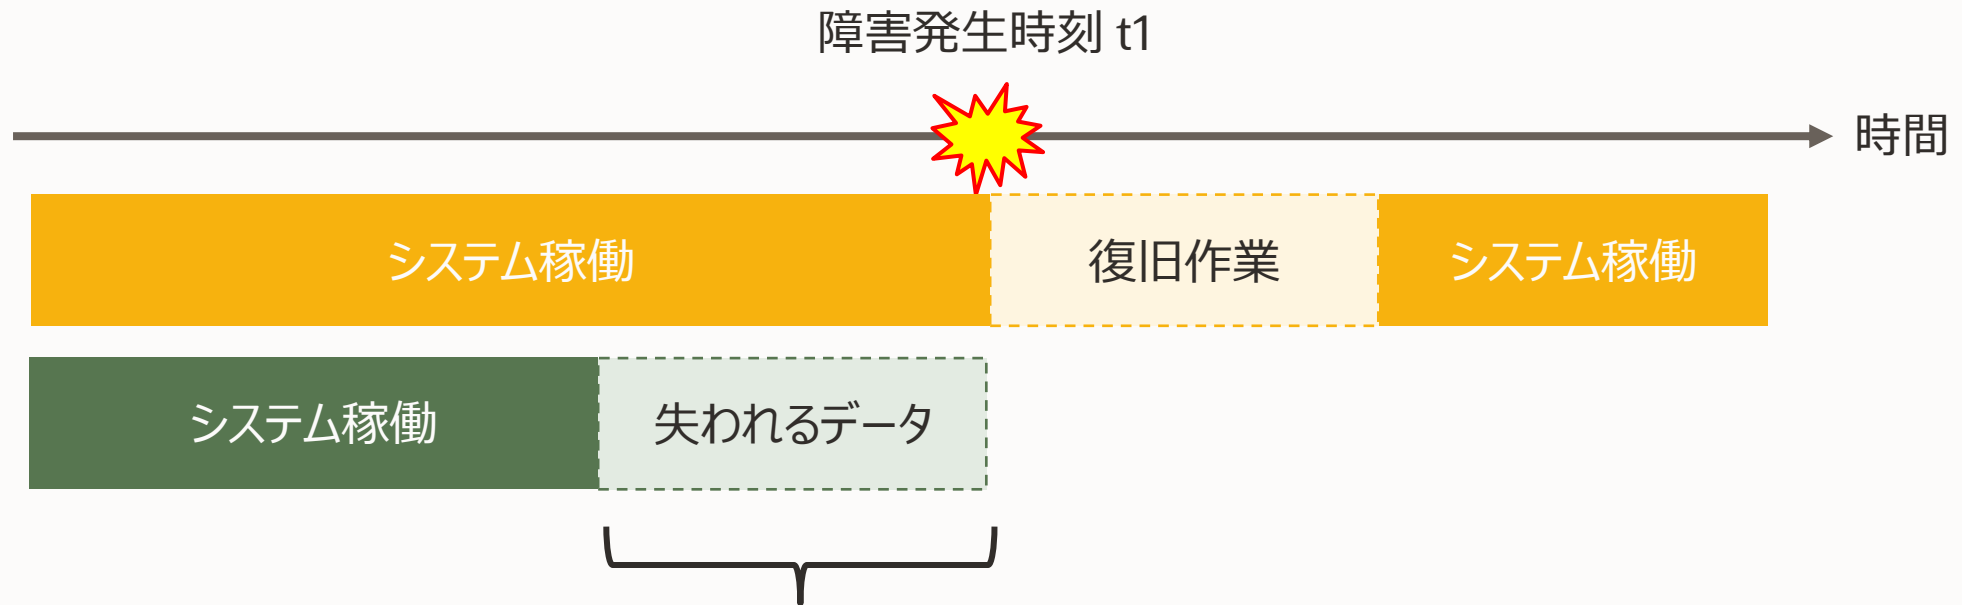 障害発生時刻 t1
時間
システム稼働
復旧作業
システム稼働
システム稼働
失われるデータ